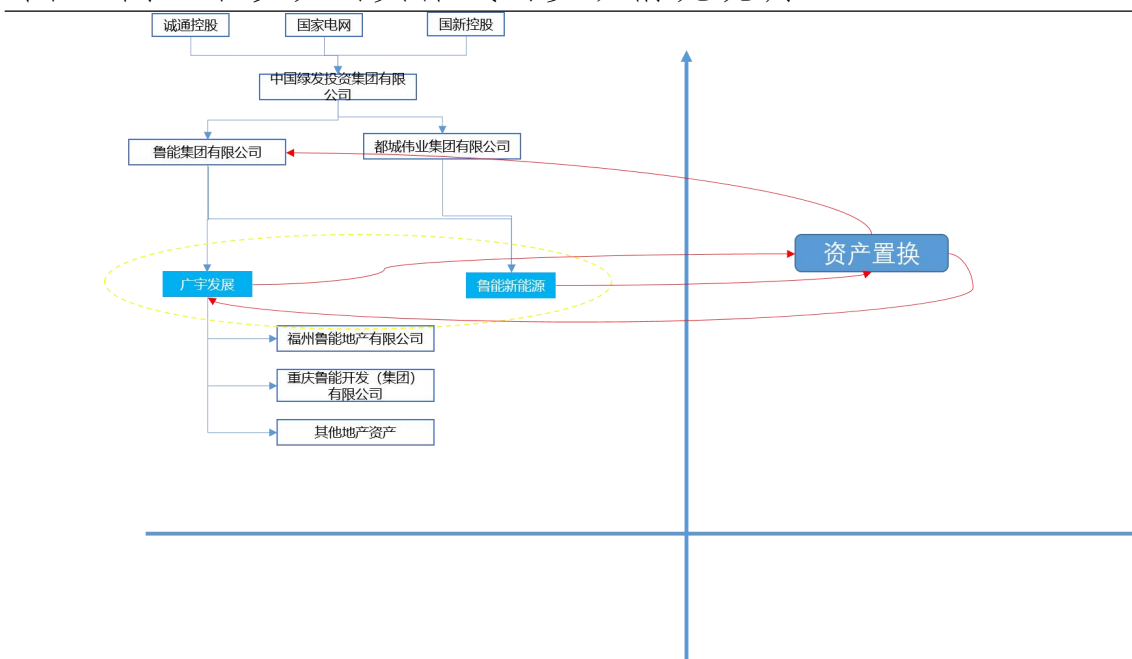 诚通控股
国家电网
国新控股
中国绿发投资集团有限
公司
鲁能集团有限公司
都城伟业集团有限公司
资产置换
广宇发展
鲁能新能源
福州鲁能地产有限公司
重庆鲁能开发（集团）
有限公司
其他地产资产